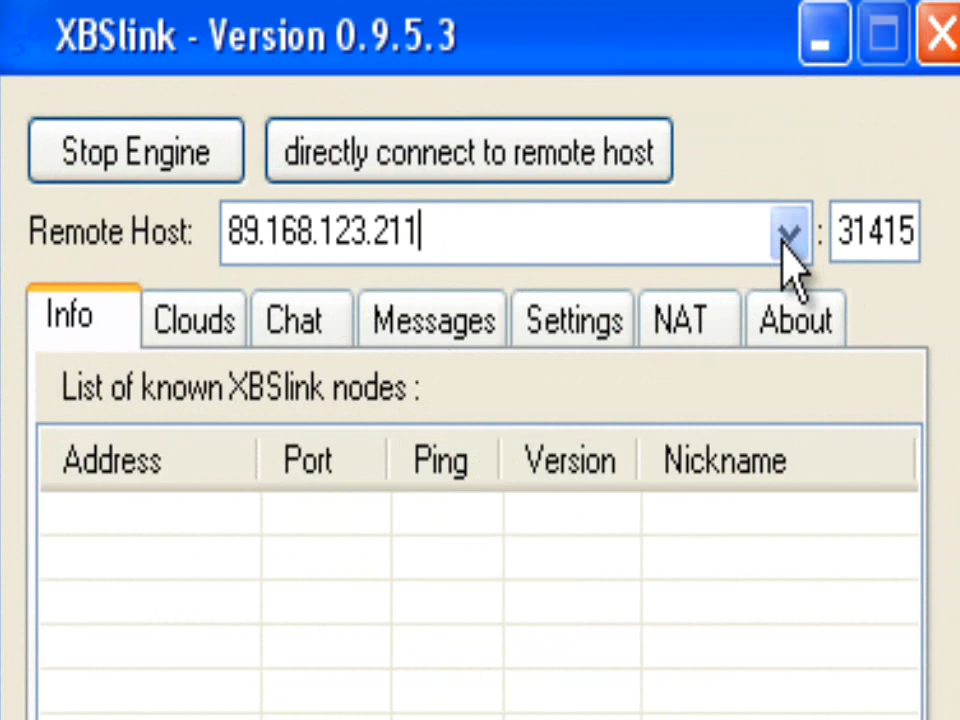 XBSlink - Version 0.9.5.3
Stop Engine directly connect to remote host
Remote Host: 89.168.123.211 : 31415
Info Clouds Chat Messages Settings NAT About
List of known XBSlink nodes :
Address Port Ping Version Nickname